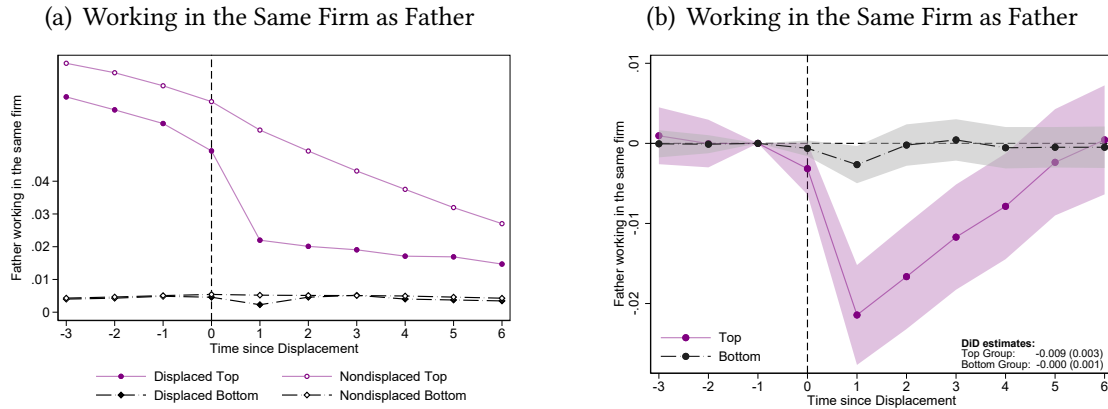 (a) Working in the Same Firm as Father
Father working in the same firm
.04
.03
.02
.01
0
-3 -2 -1 0 1 2 3 4 5 6
Time since Displacement
Displaced Top Nondisplaced Top
Displaced Bottom Nondisplaced Bottom
(b) Working in the Same Firm as Father
Father working in the same firm
.01
0
-.01
-.02
Top
Bottom
DiD estimates:
Top Group: -0.009 (0.003)
Bottom Group: -0.000 (0.001)
-3 -2 -1 0 1 2 3 4 5 6
Time since Displacement